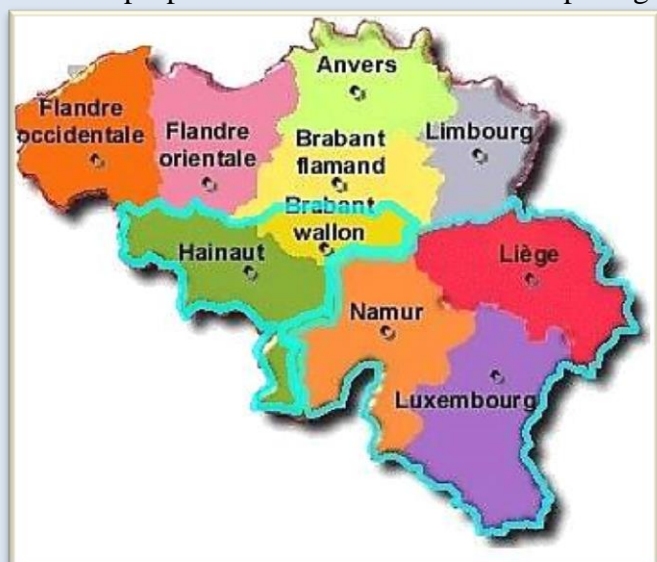 Anvers
Flandre
occidentale
Flandre
orientale
Brabant
flamand
Limbourg
Brabant
wallon
Hainaut
Liège
Namur
Luxembourg